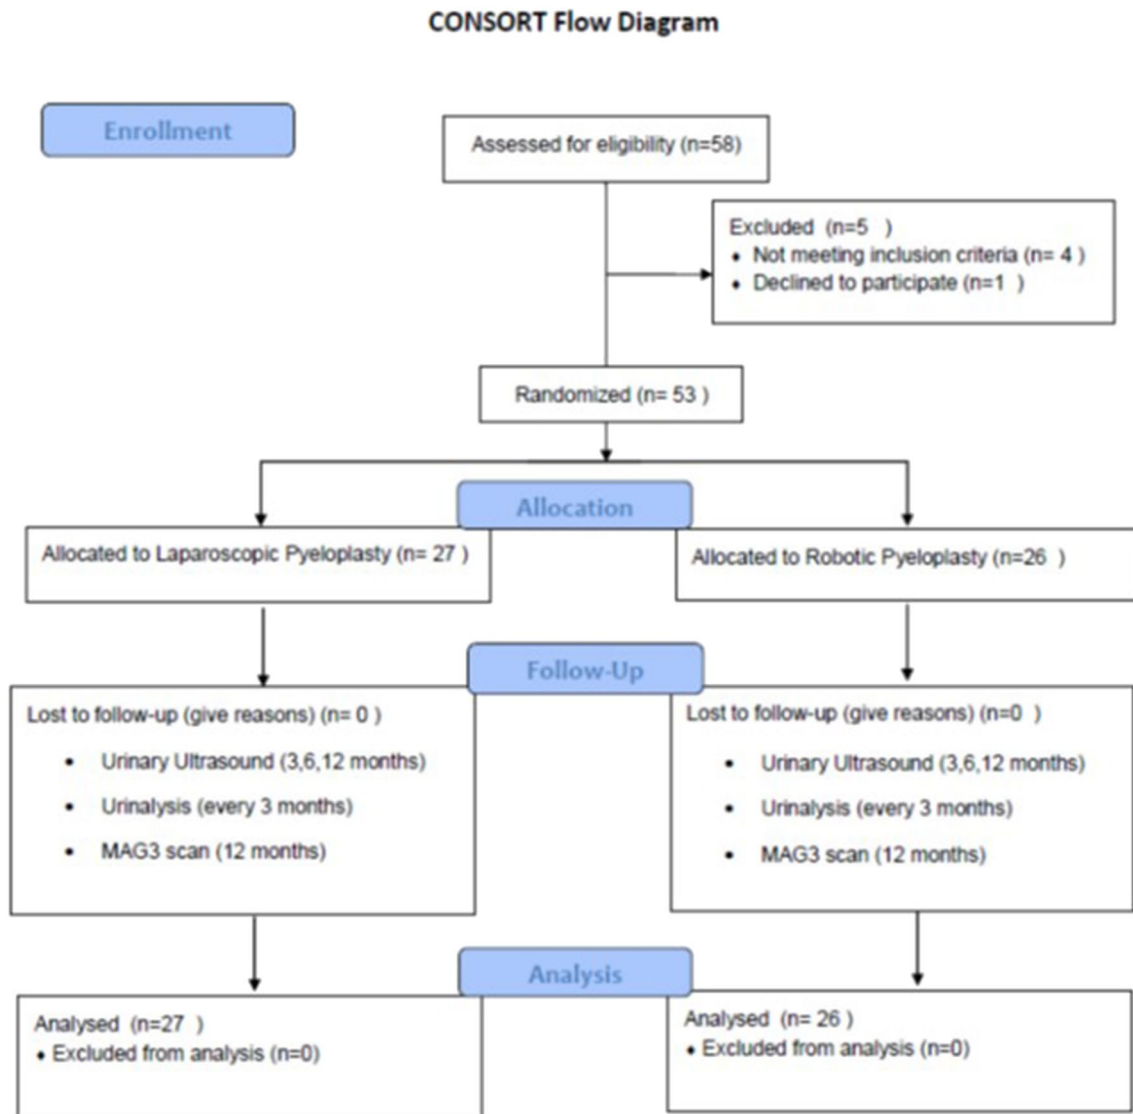 CONSORT Flow Diagram
Enrollment
Assessed for eligibility (n=58)
Excluded (n=5 )
• Not meeting inclusion criteria (n= 4 )
• Declined to participate (n=1 )
Randomized (n= 53 )
Allocation
Allocated to Laparoscopic Pyeloplasty (n= 27 )
Allocated to Robotic Pyeloplasty (n=26 )
Follow-Up
Lost to follow-up (give reasons) (n= 0 )
• Urinary Ultrasound (3,6,12 months)
• Urinalysis (every 3 months)
• MAG3 scan (12 months)
Lost to follow-up (give reasons) (n=0 )
• Urinary Ultrasound (3,6,12 months)
• Urinalysis (every 3 months)
• MAG3 scan (12 months)
Analysis
Analysed (n=27 )
• Excluded from analysis (n=0)
Analysed (n= 26 )
• Excluded from analysis (n=0)